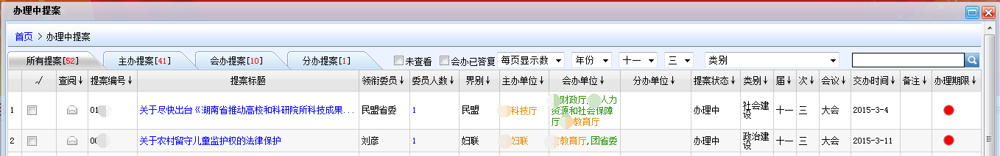 办理中提案
首页 > 办理中提案
所有提案[52] 主办提案[41] 会办提案[10] 分办提案[1] 未查看 会办已答复 每页显示数 年份 十一 三 类别
√ 查阅↓ 提案编号↓ 提案标题 领衔委员↓ 委员人数↓ 界别↓ 主办单位↓ 会办单位↓ 分办单位↓ 提案状态↓ 类别↓ 届↓ 次↓ 会议↓ 交办时间↓ 备注↓ 办理期限↓
1 01 关于尽快出台《湖南省推动高校和科研院所科技成果... 民盟省委 1 民盟 科技厅 财政厅, 人力资源和社会保障厅 教育厅 办理中 社会建设 十一 三 大会 2015-3-4
2 00 关于农村留守儿童监护权的法律保护 刘彦 1 妇联 妇联 教育厅, 团省委 办理中 政治建设 十一 三 大会 2015-3-11